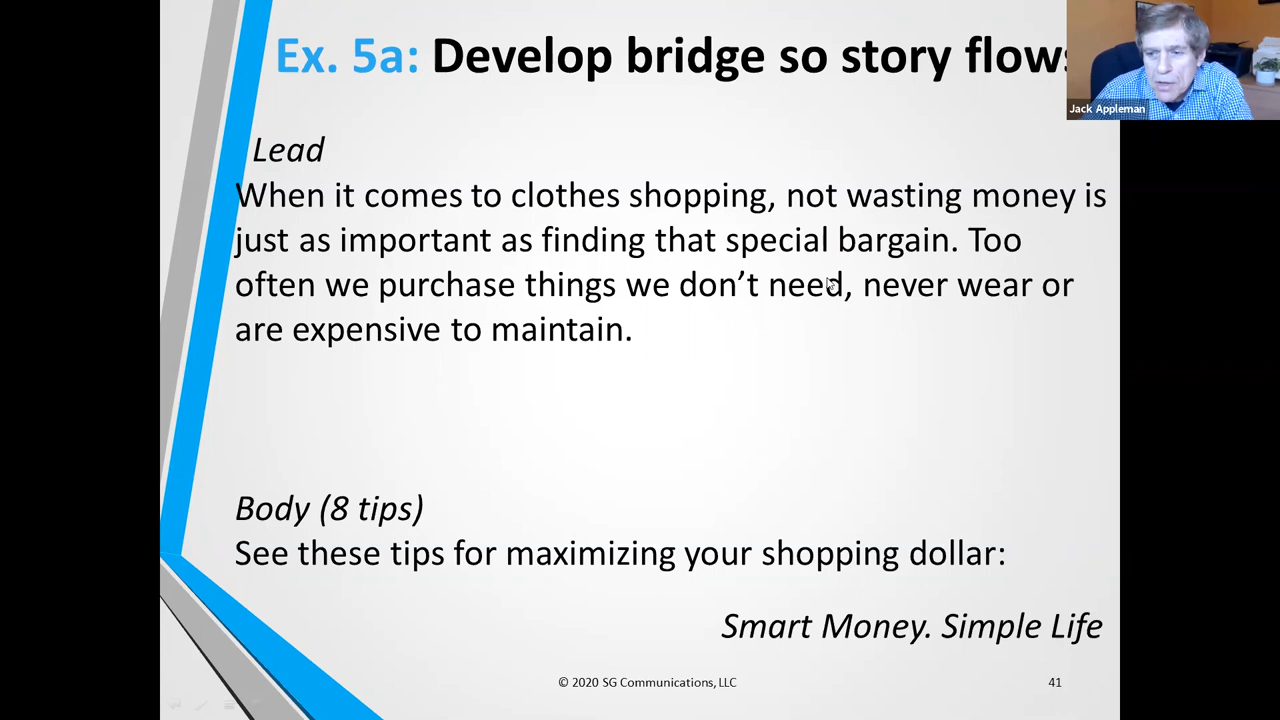 Ex. 5a: Develop bridge so story flows
Jack Appleman
Lead
When it comes to clothes shopping, not wasting money is
just as important as finding that special bargain. Too
often we purchase things we don’t need, never wear or
are expensive to maintain.
Body (8 tips)
See these tips for maximizing your shopping dollar:
Smart Money. Simple Life
© 2020 SG Communications, LLC
41